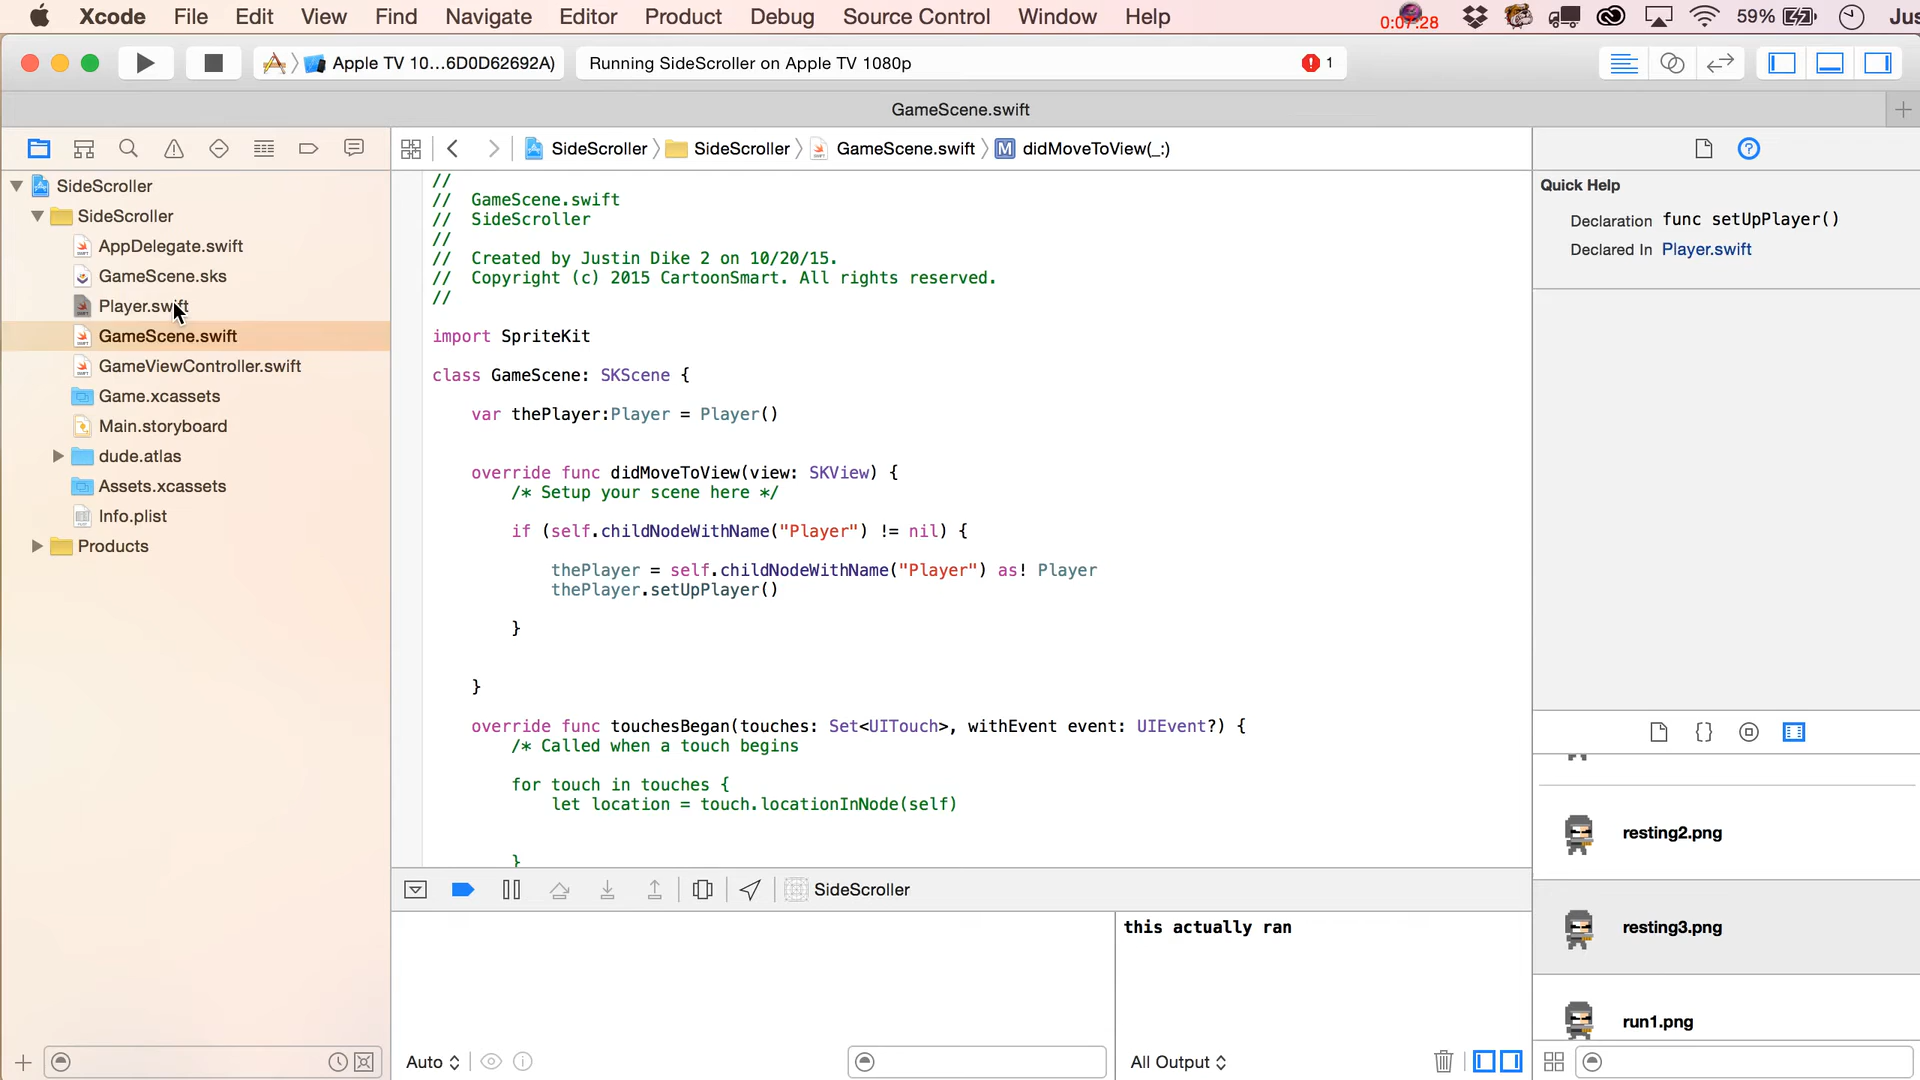 Xcode File Edit View Find Navigate Editor Product Debug Source Control Window Help 0:07:28 59% Jus
Apple TV 10...6D0D62692A) Running SideScroller on Apple TV 1080p 1
GameScene.swift
SideScroller SideScroller GameScene.swift M didMoveToView(_:)
SideScroller
SideScroller
AppDelegate.swift
GameScene.sks
Player.swift
GameScene.swift
GameViewController.swift
Game.xcassets
Main.storyboard
dude.atlas
Assets.xcassets
Info.plist
Products
//
// GameScene.swift
// SideScroller
//
// Created by Justin Dike 2 on 10/20/15.
// Copyright (c) 2015 CartoonSmart. All rights reserved.
//
import SpriteKit
class GameScene: SKScene {
var thePlayer:Player = Player()
override func didMoveToView(view: SKView) {
/* Setup your scene here */
if (self.childNodeWithName("Player") != nil) {
thePlayer = self.childNodeWithName("Player") as! Player
thePlayer.setUpPlayer()
}
}
override func touchesBegan(touches: Set<UITouch>, withEvent event: UIEvent?) {
/* Called when a touch begins
for touch in touches {
let location = touch.locationInNode(self)
}
Quick Help
Declaration func setUpPlayer()
Declared In Player.swift
SideScroller
this actually ran
Auto
All Output
resting2.png
resting3.png
run1.png